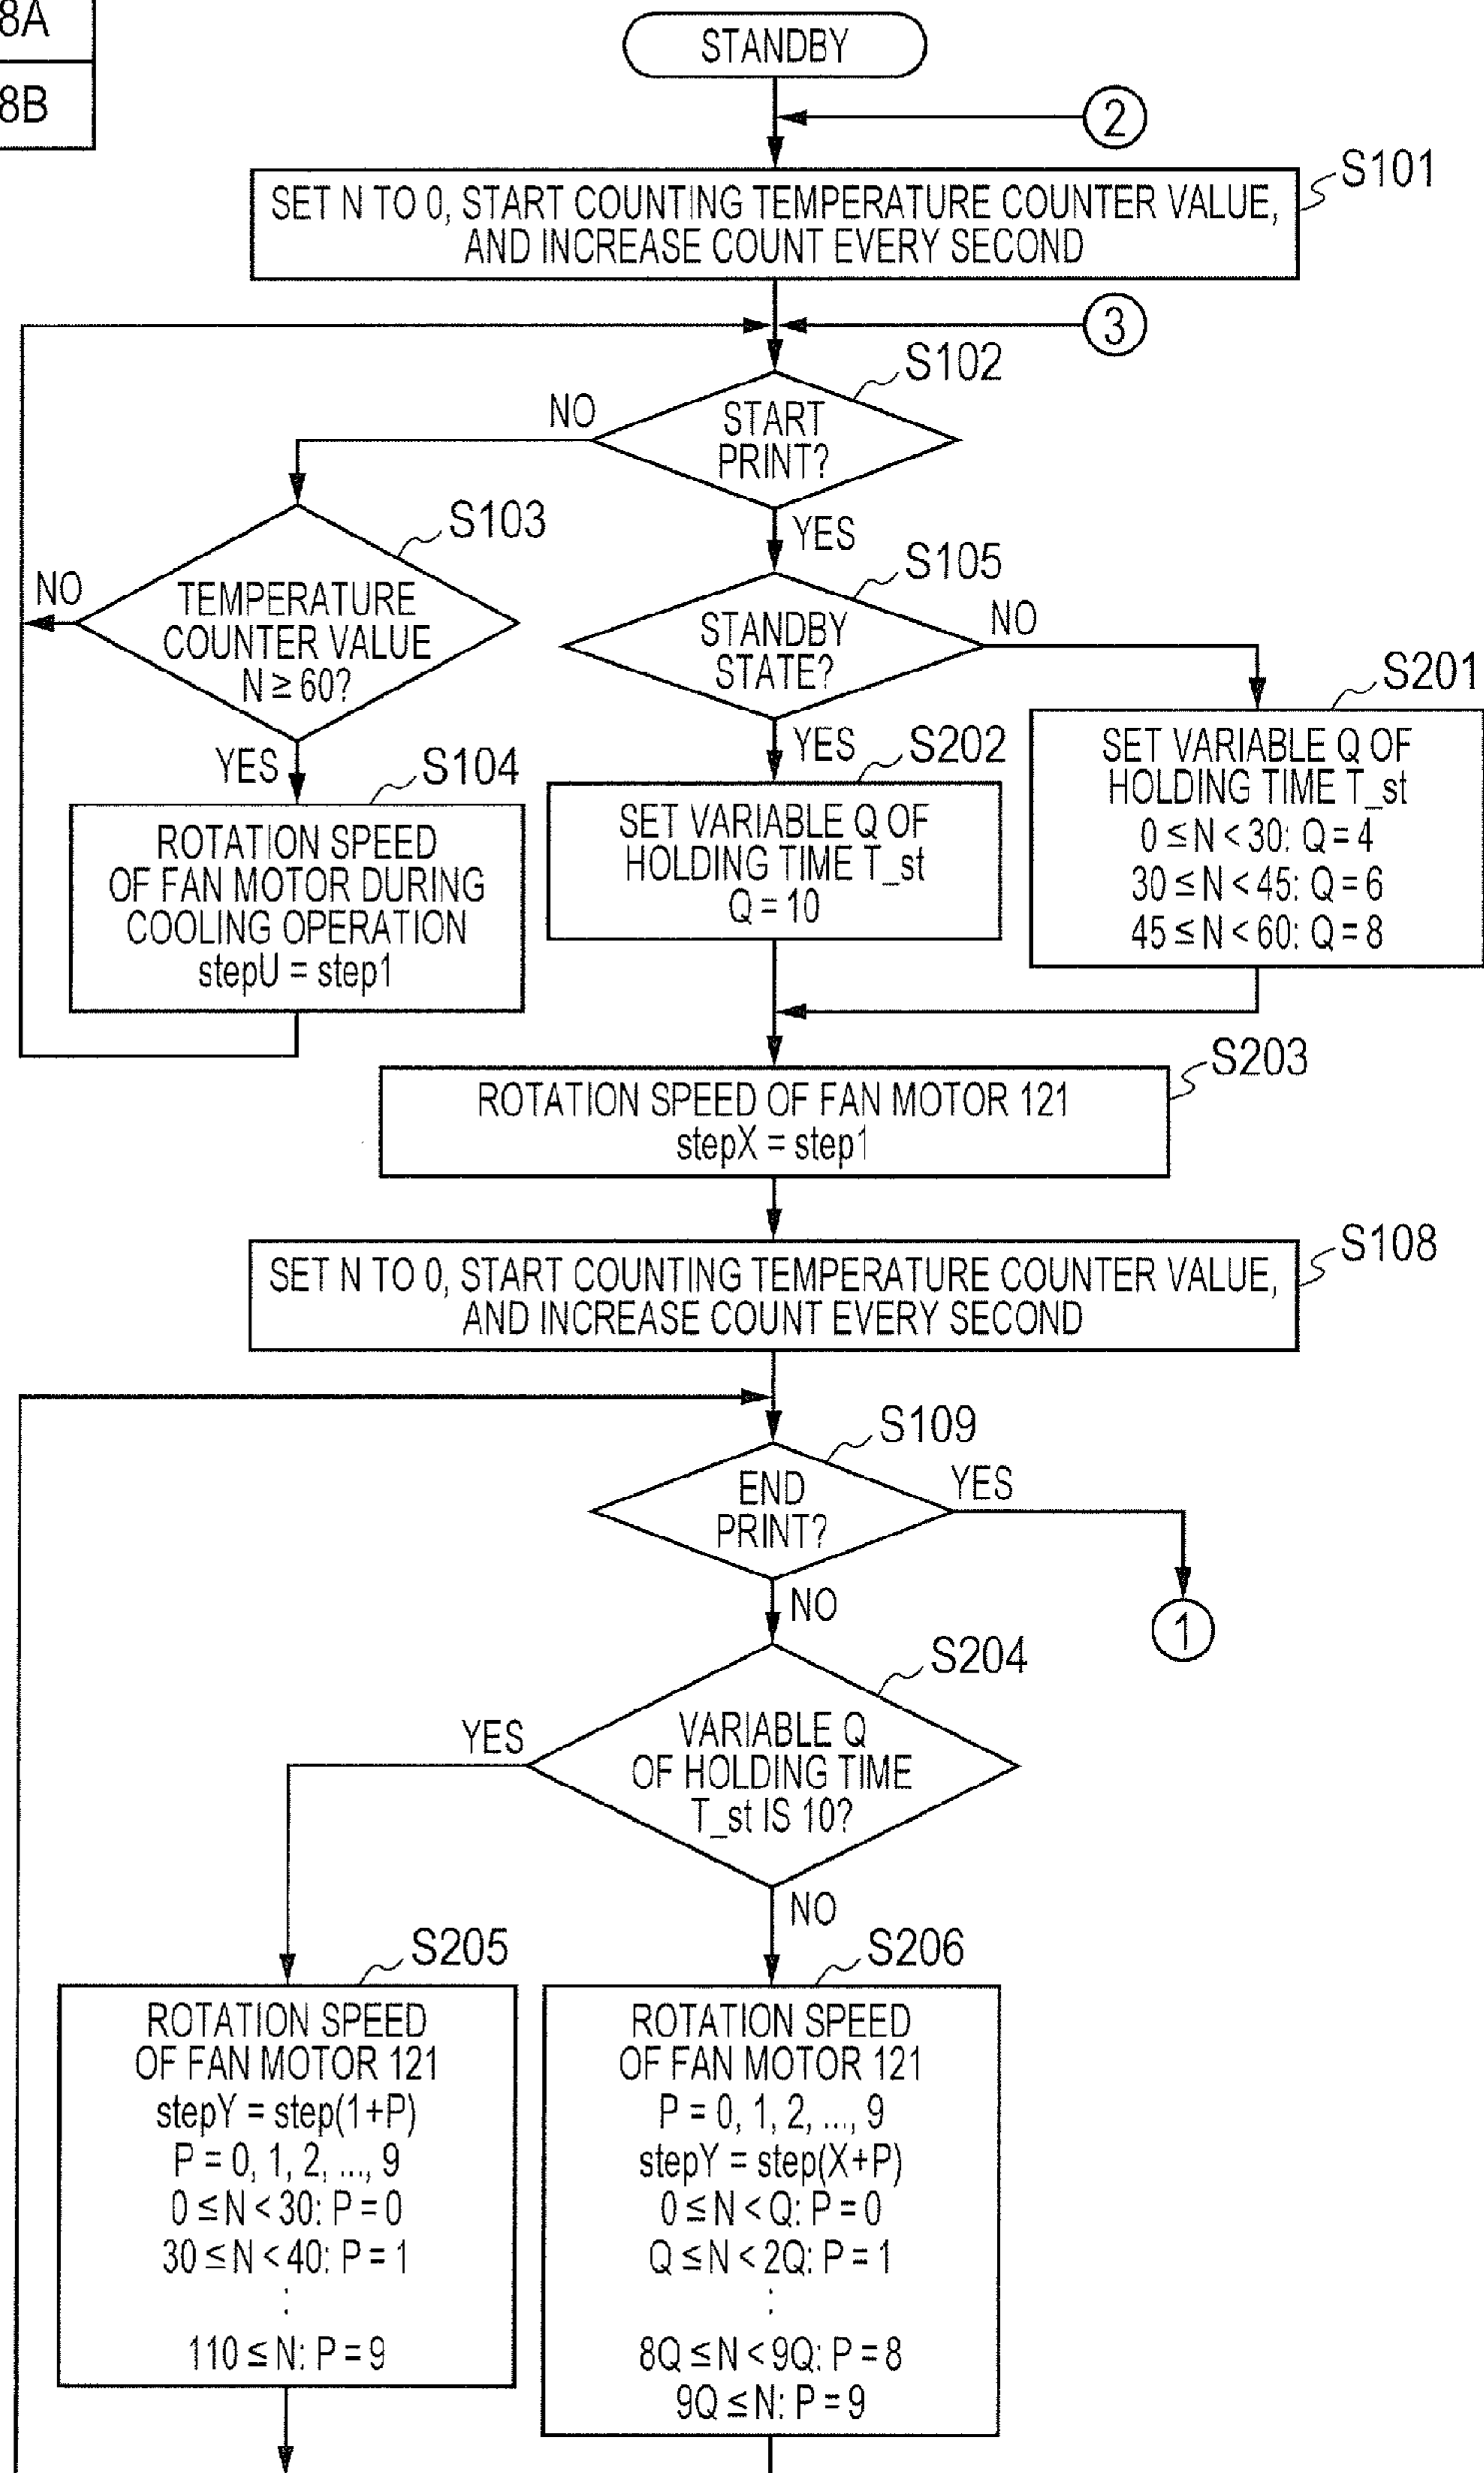 8A
8B
STANDBY
2
S101
SET N TO 0, START COUNTING TEMPERATURE COUNTER VALUE,
AND INCREASE COUNT EVERY SECOND
3
S102
START
PRINT?
NO
YES
S103
TEMPERATURE
COUNTER VALUE
N ≥ 60?
NO
YES
S104
ROTATION SPEED
OF FAN MOTOR DURING
COOLING OPERATION
stepU = step1
S105
STANDBY
STATE?
NO
YES
S201
SET VARIABLE Q OF
HOLDING TIME T_st
0 ≤ N < 30: Q = 4
30 ≤ N < 45: Q = 6
45 ≤ N < 60: Q = 8
S202
SET VARIABLE Q OF
HOLDING TIME T_st
Q = 10
S203
ROTATION SPEED OF FAN MOTOR 121
stepX = step1
S108
SET N TO 0, START COUNTING TEMPERATURE COUNTER VALUE,
AND INCREASE COUNT EVERY SECOND
S109
END
PRINT?
YES
1
NO
S204
VARIABLE Q
OF HOLDING TIME
T_st IS 10?
YES
NO
S205
ROTATION SPEED
OF FAN MOTOR 121
stepY = step(1+P)
P = 0, 1, 2, ..., 9
0 ≤ N < 30: P = 0
30 ≤ N < 40: P = 1
:
110 ≤ N: P = 9
S206
ROTATION SPEED
OF FAN MOTOR 121
P = 0, 1, 2, ..., 9
stepY = step(X+P)
0 ≤ N < Q: P = 0
Q ≤ N < 2Q: P = 1
:
8Q ≤ N < 9Q: P = 8
9Q ≤ N: P = 9